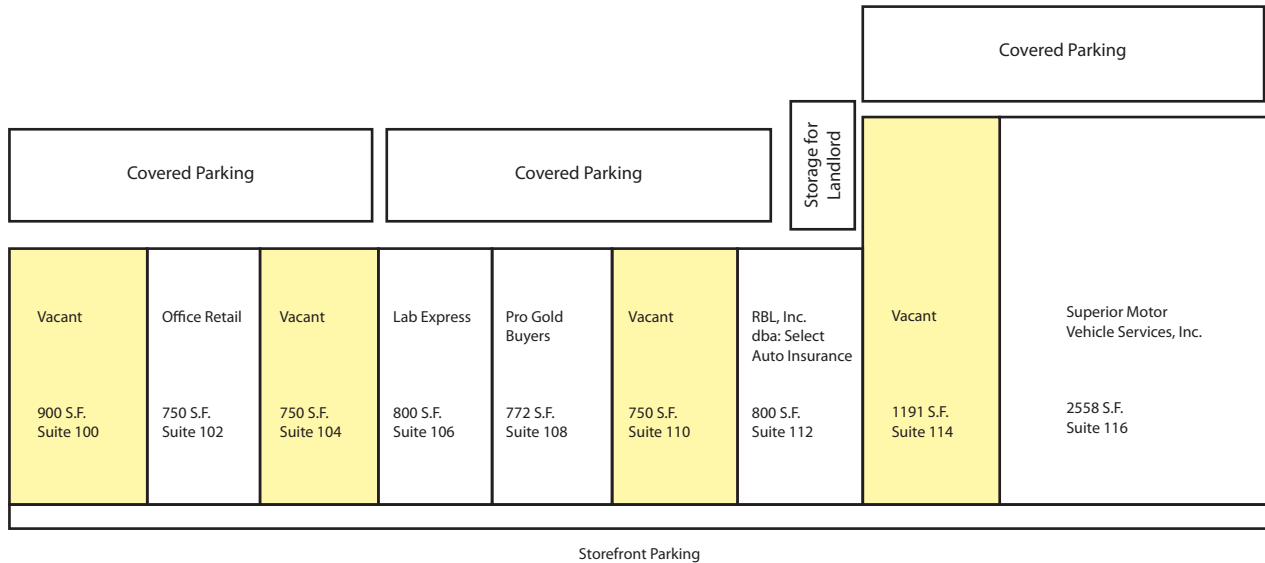 Covered Parking
Covered Parking
Covered Parking
Storage for
Landlord
Vacant
900 S.F.
Suite 100
Office Retail
750 S.F.
Suite 102
Vacant
750 S.F.
Suite 104
Lab Express
800 S.F.
Suite 106
Pro Gold
Buyers
772 S.F.
Suite 108
Vacant
750 S.F.
Suite 110
RBL, Inc.
dba: Select
Auto Insurance
800 S.F.
Suite 112
Vacant
1191 S.F.
Suite 114
Superior Motor
Vehicle Services, Inc.
2558 S.F.
Suite 116
Storefront Parking